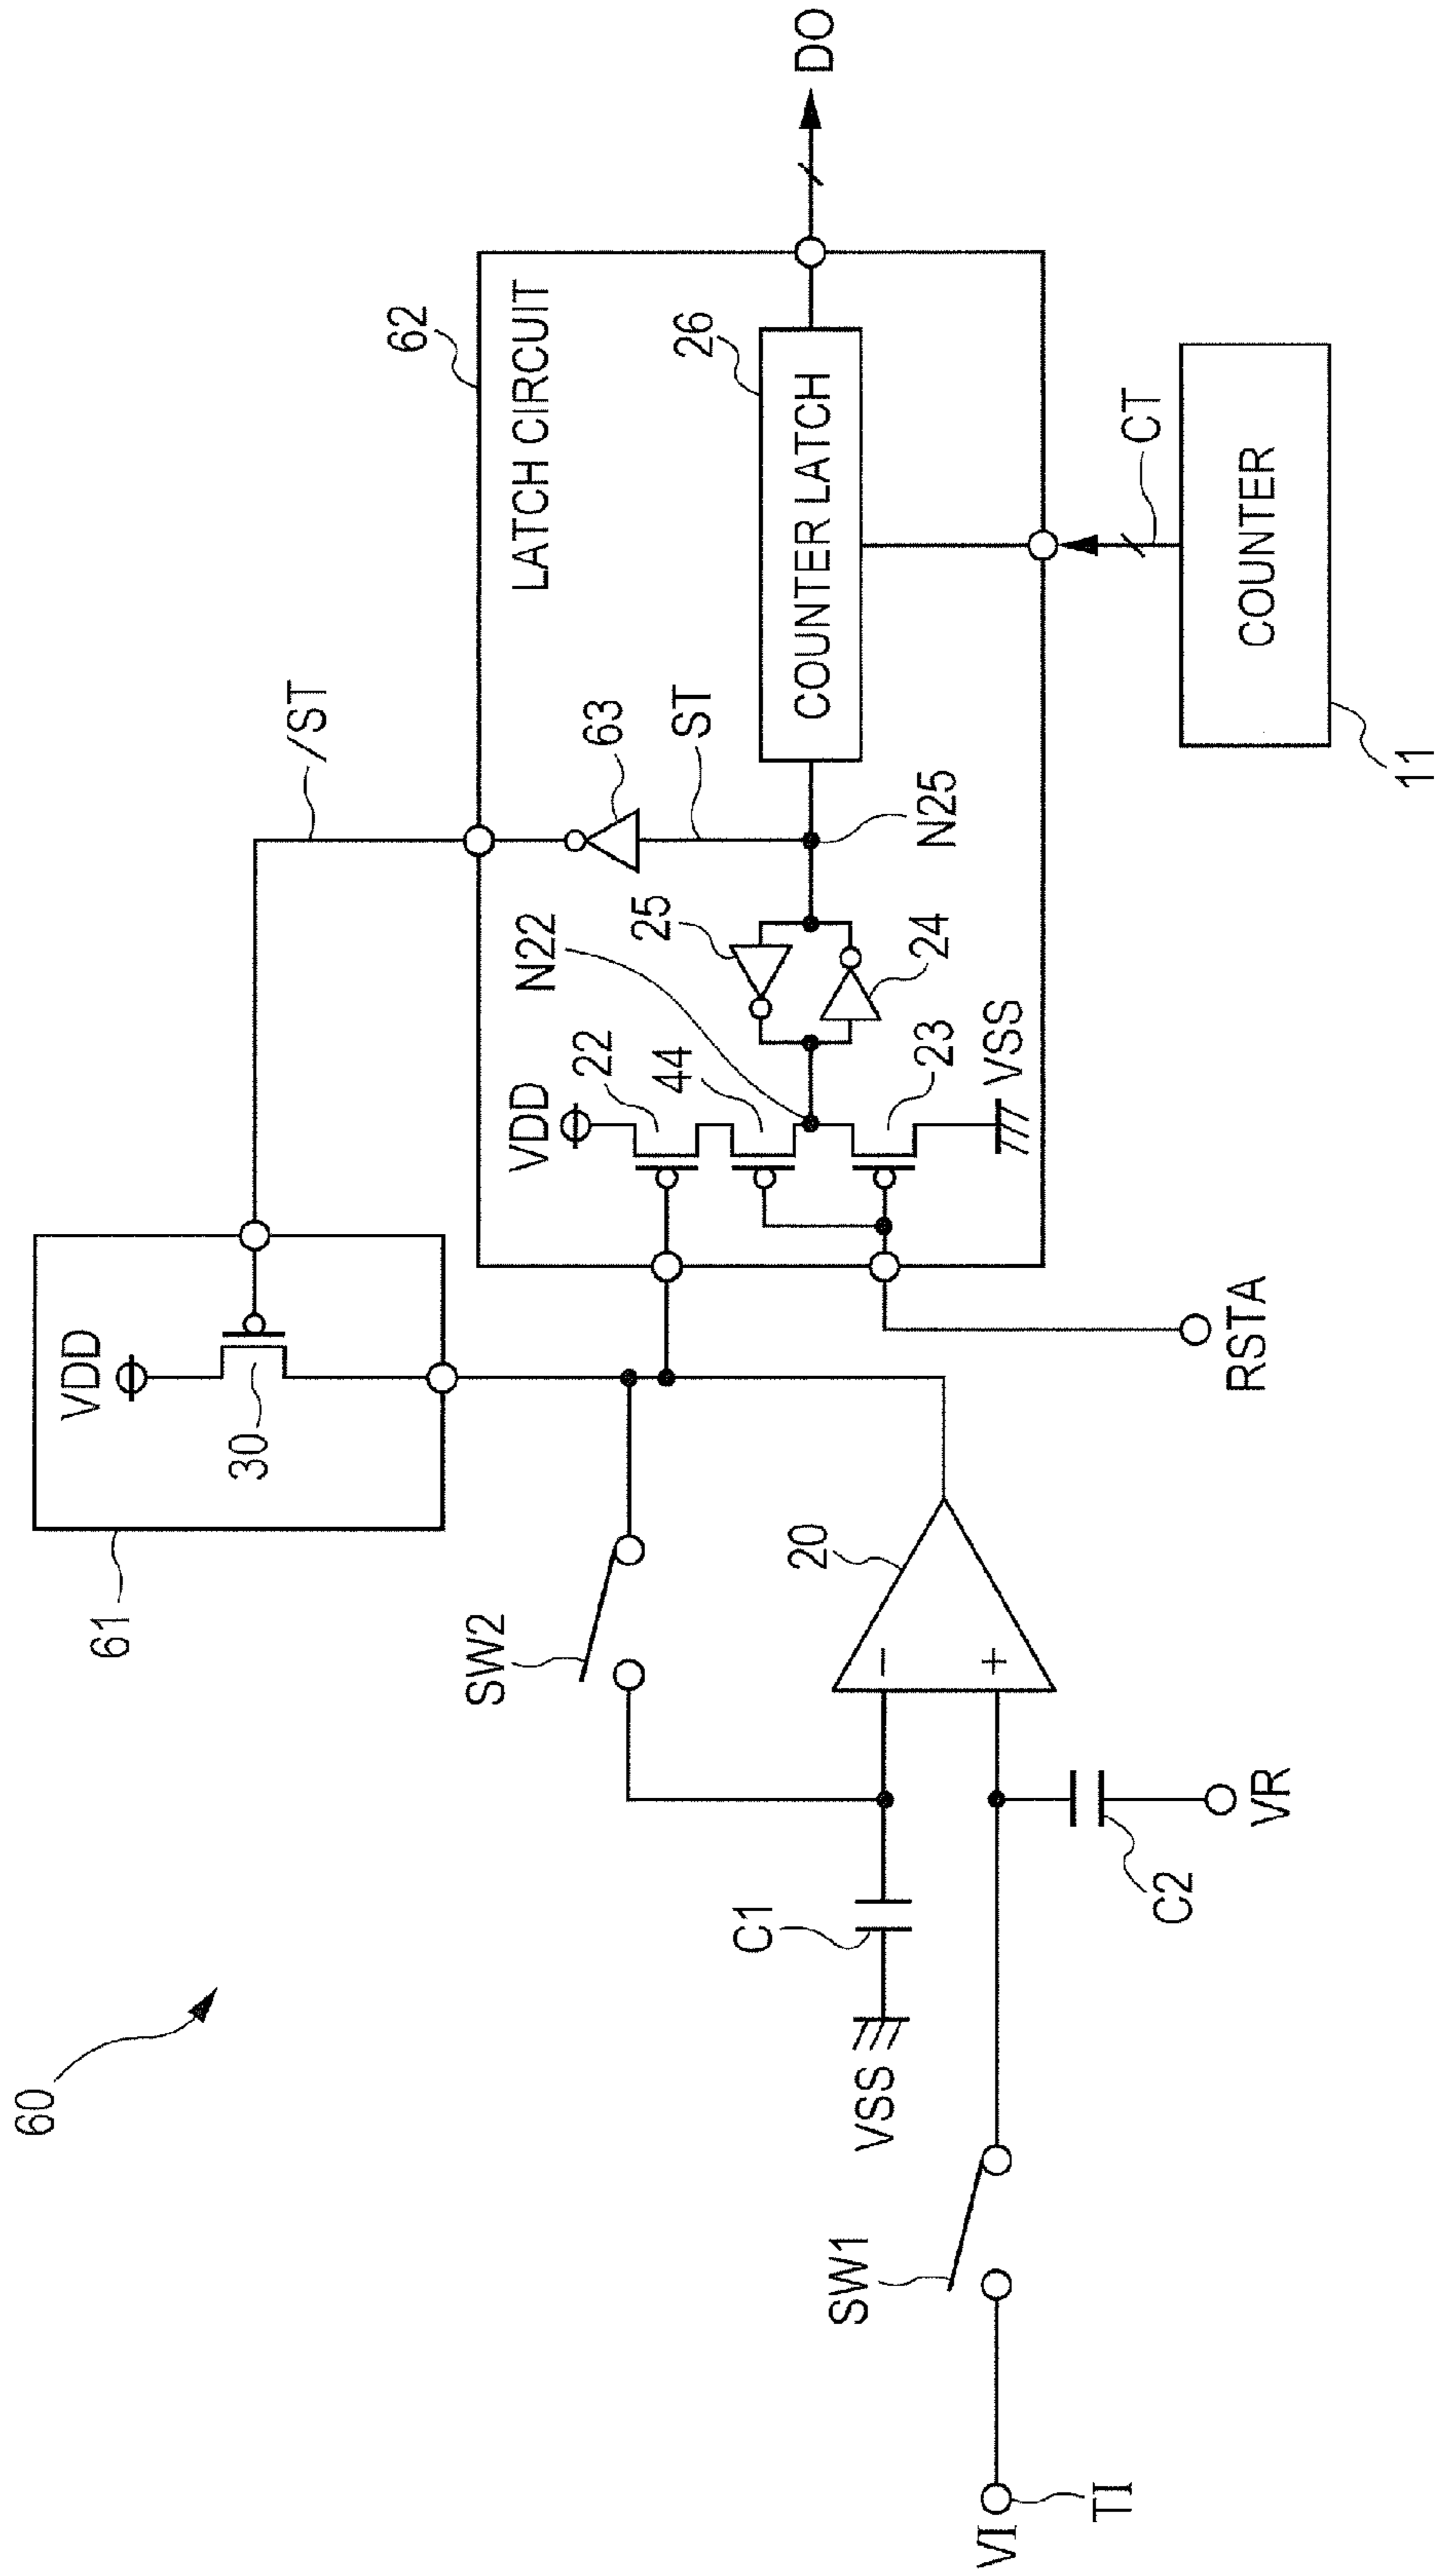 60
61
VDD
30
/ST
62
LATCH CIRCUIT
VDD
22
44
N22
23
VSS
25
24
63
ST
N25
26
COUNTER LATCH
DO
CT
COUNTER
11
RSTA
SW2
20
−
+
C1
VSS
C2
VR
SW1
VI
TI